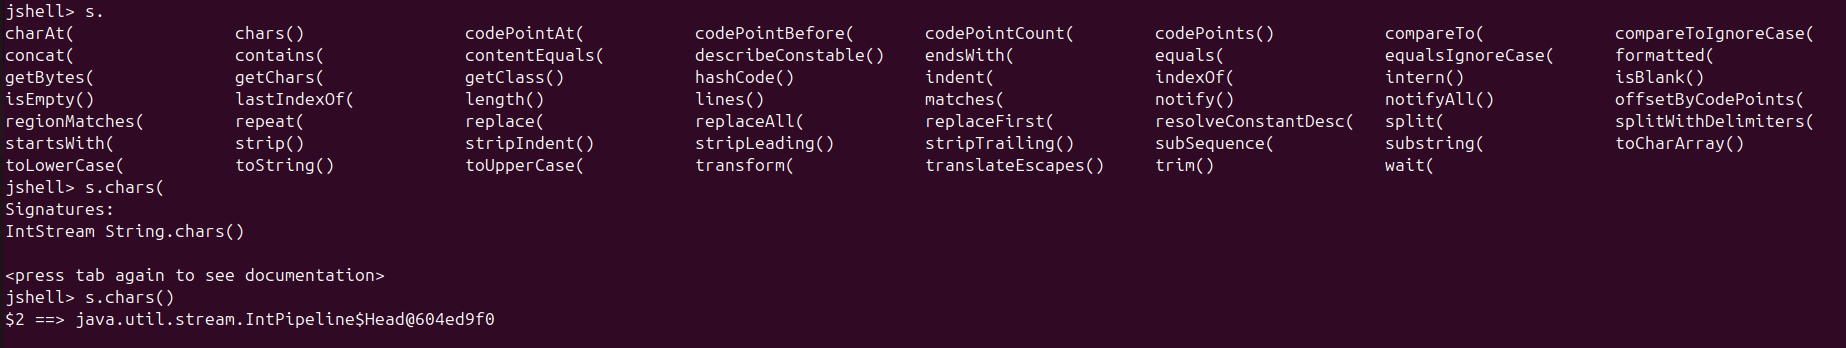 jshell> s.
charAt( chars() codePointAt( codePointBefore( codePointCount( codePoints() compareTo( compareToIgnoreCase(
concat( contains( contentEquals( describeConstable() endsWith( equals( equalsIgnoreCase( formatted(
getBytes( getChars( getClass() hashCode() indent( indexOf( intern() isBlank()
isEmpty() lastIndexOf( length() lines() matches( notify() notifyAll() offsetByCodePoints(
regionMatches( repeat( replace( replaceAll( replaceFirst( resolveConstantDesc( split( splitWithDelimiters(
startsWith( strip() stripIndent() stripLeading() stripTrailing() subSequence( substring( toCharArray()
toLowerCase( toString() toUpperCase( transform( translateEscapes() trim() wait(
jshell> s.chars(
Signatures:
IntStream String.chars()
<press tab again to see documentation>
jshell> s.chars()
$2 ==> java.util.stream.IntPipeline$Head@604ed9f0